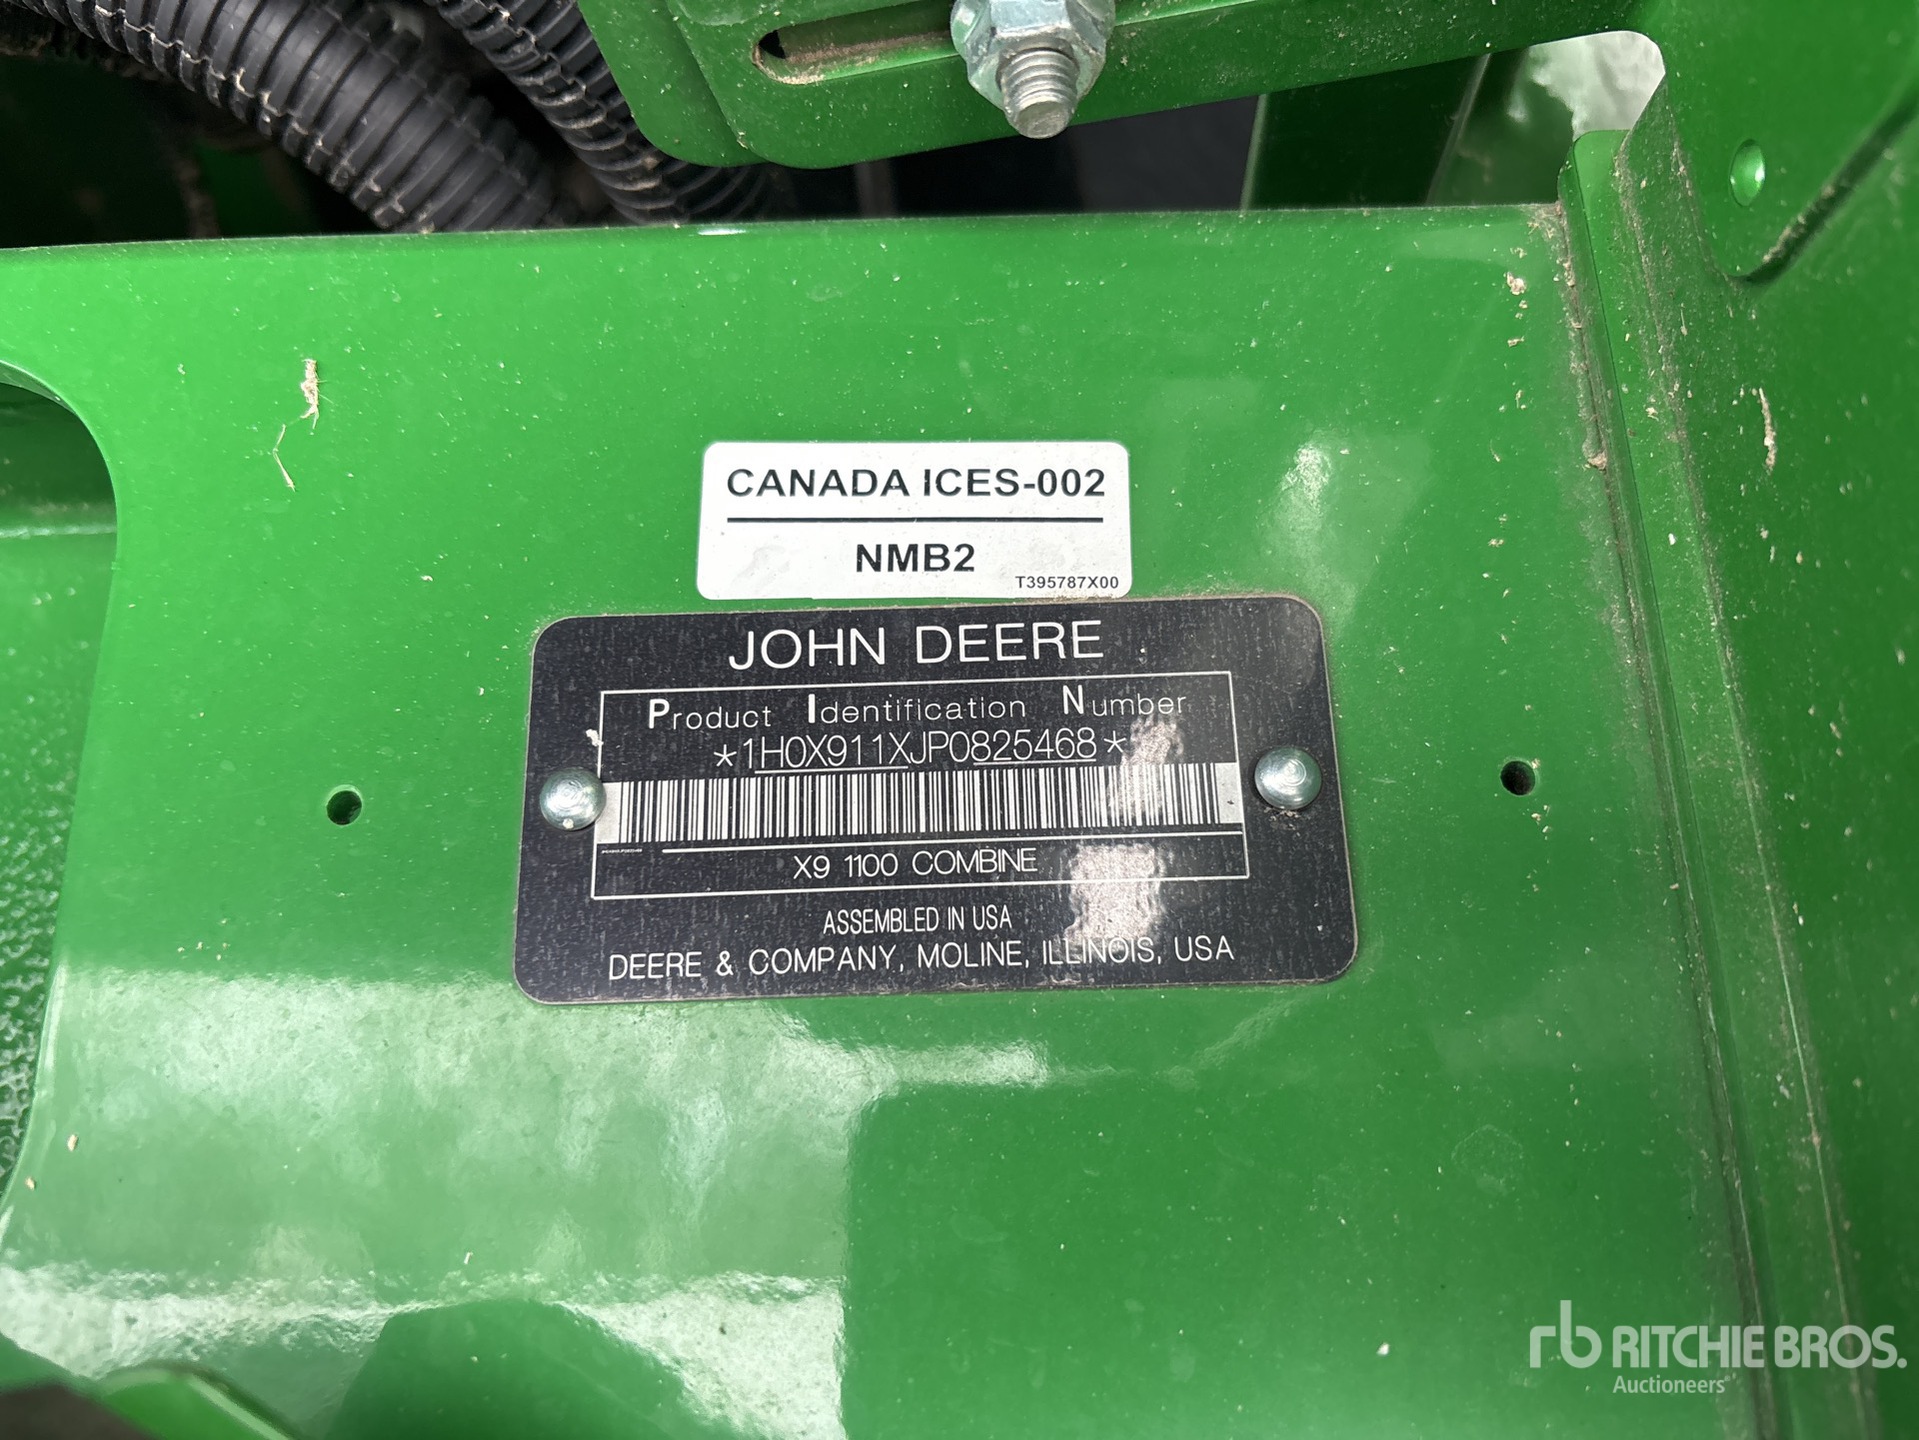 CANADA ICES-002
NMB2
T395787X00
JOHN DEERE
Product Identification Number
*1H0X911XJP0825468*
X9 1100 COMBINE
ASSEMBLED IN USA
DEERE & COMPANY, MOLINE, ILLINOIS, USA
rb RITCHIE BROS.
Auctioneers